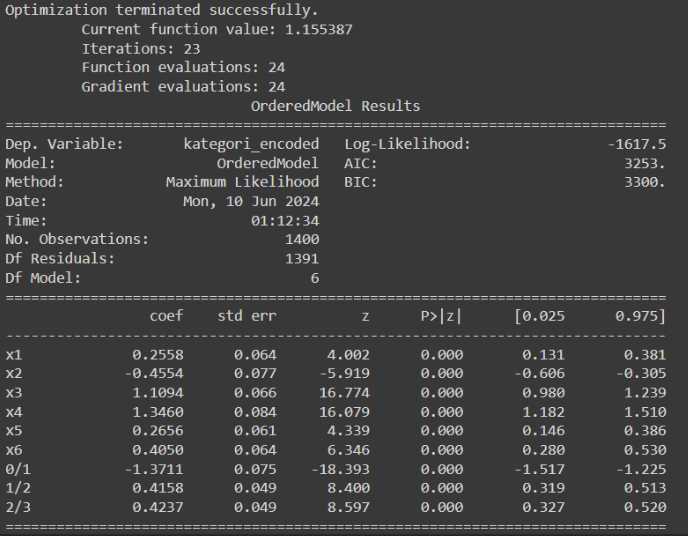 Optimization terminated successfully.
         Current function value: 1.155387
         Iterations: 23
         Function evaluations: 24
         Gradient evaluations: 24
                             OrderedModel Results
==============================================================================
Dep. Variable:       kategori_encoded   Log-Likelihood:                -1617.5
Model:                   OrderedModel   AIC:                             3253.
Method:            Maximum Likelihood   BIC:                             3300.
Date:                Mon, 10 Jun 2024
Time:                        01:12:34
No. Observations:                1400
Df Residuals:                    1391
Df Model:                           6
==============================================================================
                 coef    std err          z      P>|z|      [0.025      0.975]
------------------------------------------------------------------------------
x1             0.2558      0.064      4.002      0.000       0.131       0.381
x2            -0.4554      0.077     -5.919      0.000      -0.606      -0.305
x3             1.1094      0.066     16.774      0.000       0.980       1.239
x4             1.3460      0.084     16.079      0.000       1.182       1.510
x5             0.2656      0.061      4.339      0.000       0.146       0.386
x6             0.4050      0.064      6.346      0.000       0.280       0.530
0/1           -1.3711      0.075    -18.393      0.000      -1.517      -1.225
1/2            0.4158      0.049      8.400      0.000       0.319       0.513
2/3            0.4237      0.049      8.597      0.000       0.327       0.520
==============================================================================